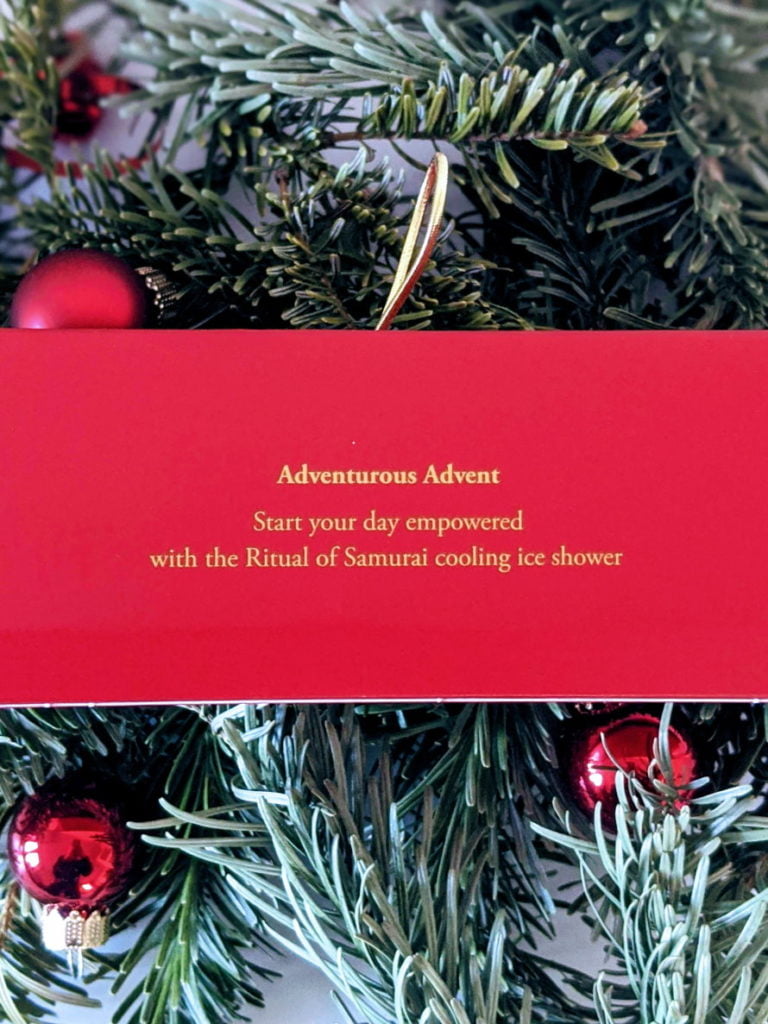 Adventurous Advent
Start your day empowered
with the Ritual of Samurai cooling ice shower